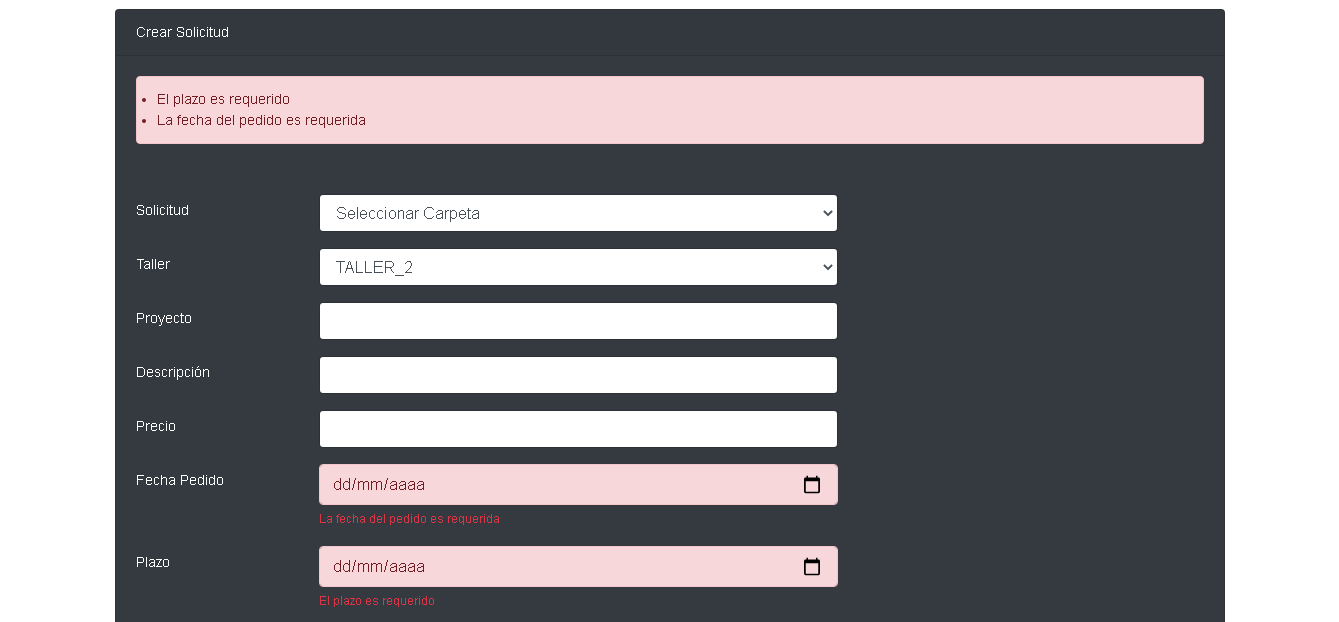 Crear Solicitud
El plazo es requerido
La fecha del pedido es requerida
Solicitud
Seleccionar Carpeta
Taller
TALLER_2
Proyecto
Descripción
Precio
Fecha Pedido
dd/mm/aaaa
La fecha del pedido es requerida
Plazo
dd/mm/aaaa
El plazo es requerido